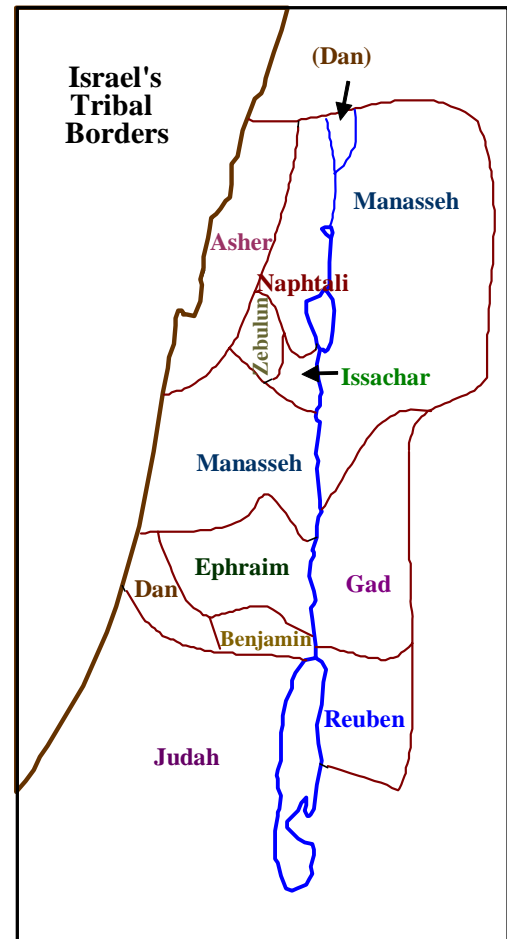 Israel's
Tribal
Borders
(Dan)
Manasseh
Asher
Naphtali
Zebulun
Issachar
Manasseh
Ephraim
Dan
Gad
Benjamin
Reuben
Judah